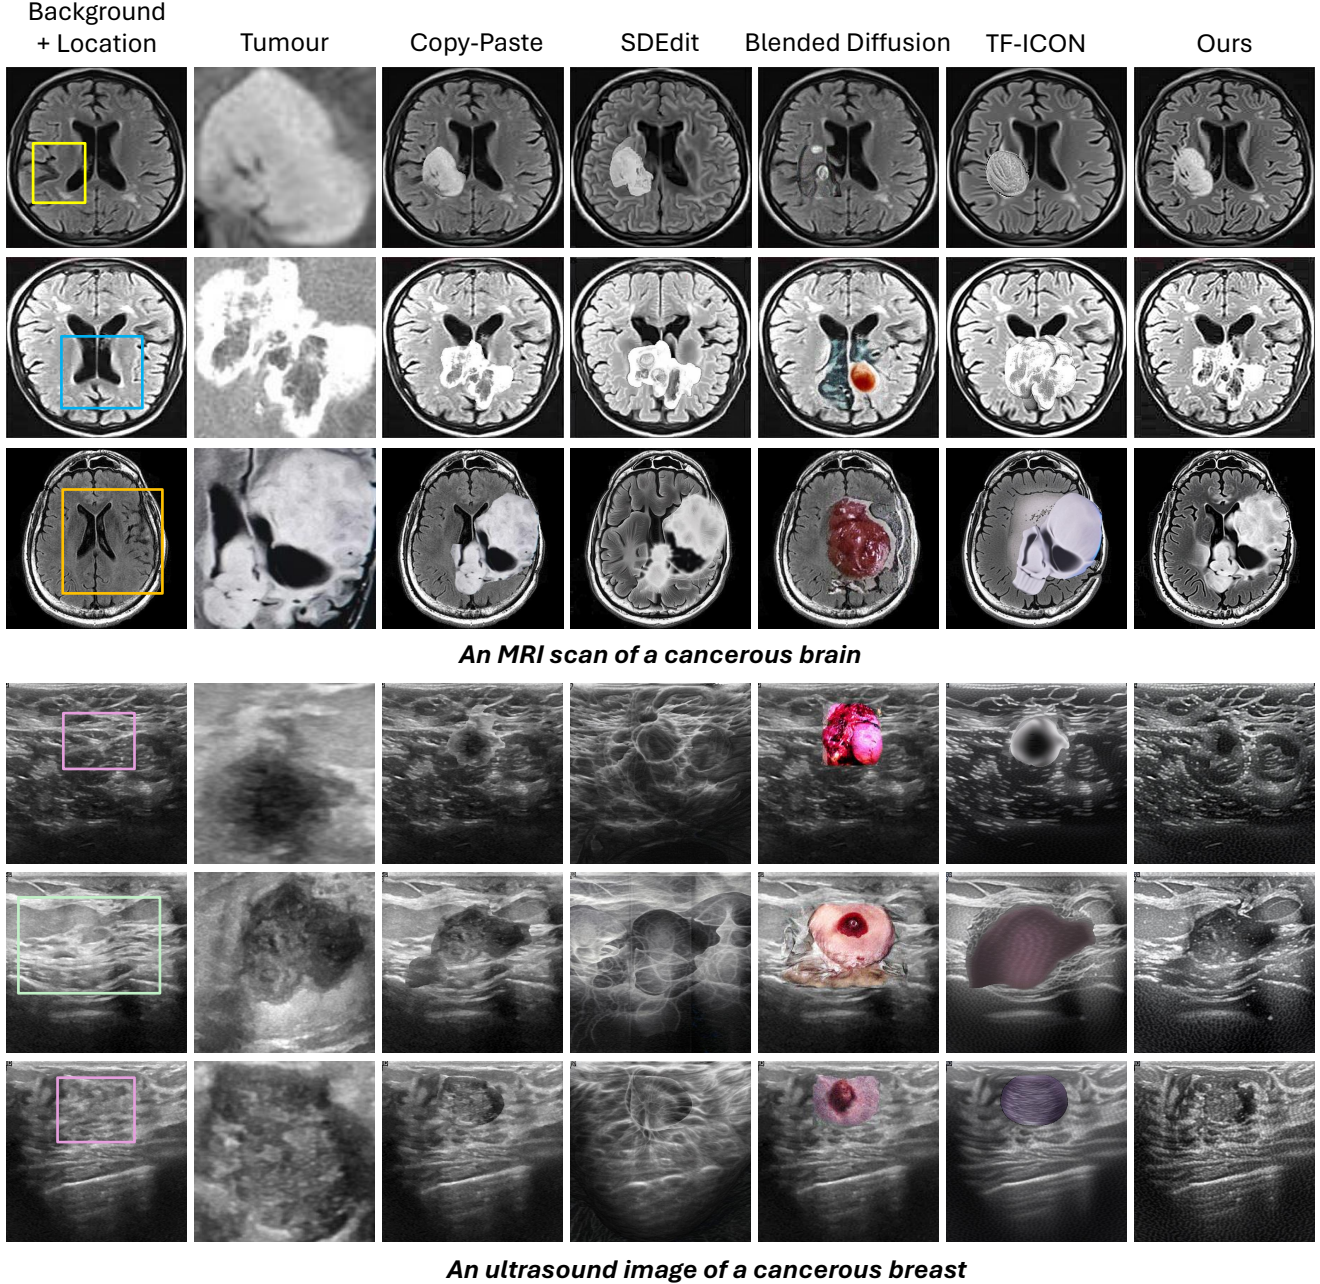 Background
+ Location
Tumour
Copy-Paste
SDEdit
Blended Diffusion
TF-ICON
Ours
An MRI scan of a cancerous brain
An ultrasound image of a cancerous breast